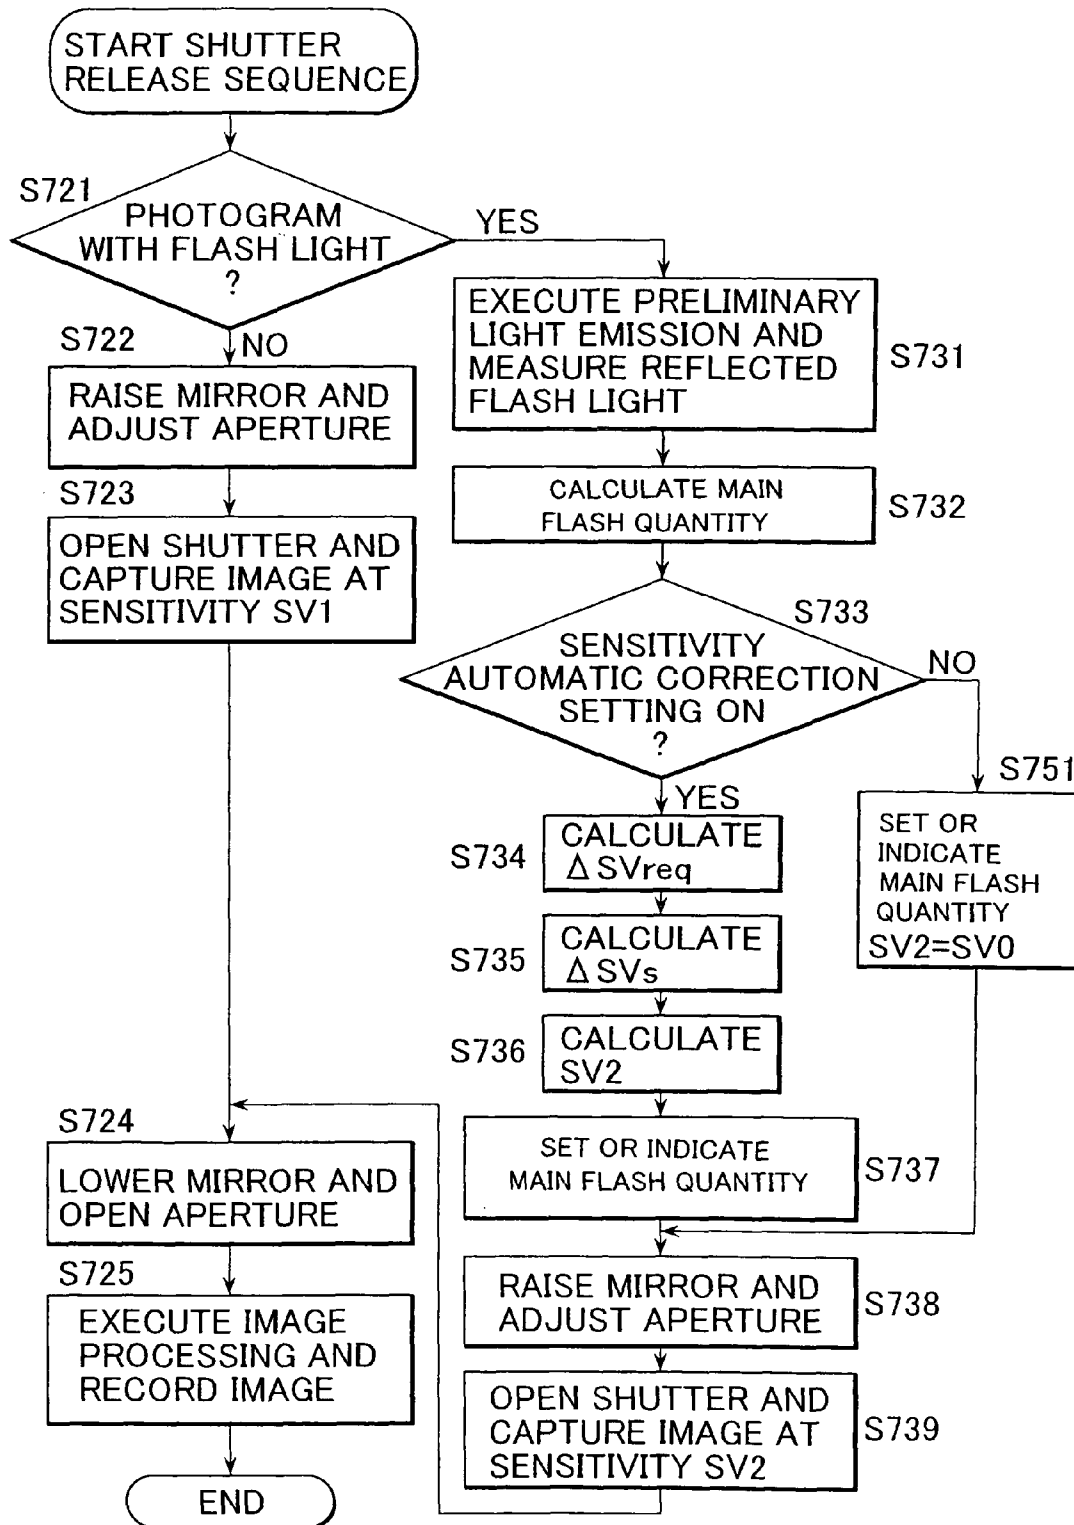 START SHUTTER
RELEASE SEQUENCE
S721
PHOTOGRAM
WITH FLASH LIGHT
?
YES
NO
S722
RAISE MIRROR AND
ADJUST APERTURE
S723
OPEN SHUTTER AND
CAPTURE IMAGE AT
SENSITIVITY SV1
EXECUTE PRELIMINARY
LIGHT EMISSION AND
MEASURE REFLECTED
FLASH LIGHT
S731
CALCULATE MAIN
FLASH QUANTITY
S732
S733
SENSITIVITY
AUTOMATIC CORRECTION
SETTING ON
?
NO
YES
S751
SET OR
INDICATE
MAIN FLASH
QUANTITY
SV2=SV0
S734
CALCULATE
Δ SVreq
S735
CALCULATE
Δ SVs
S736
CALCULATE
SV2
SET OR INDICATE
MAIN FLASH QUANTITY
S737
RAISE MIRROR AND
ADJUST APERTURE
S738
OPEN SHUTTER AND
CAPTURE IMAGE AT
SENSITIVITY SV2
S739
S724
LOWER MIRROR AND
OPEN APERTURE
S725
EXECUTE IMAGE
PROCESSING AND
RECORD IMAGE
END